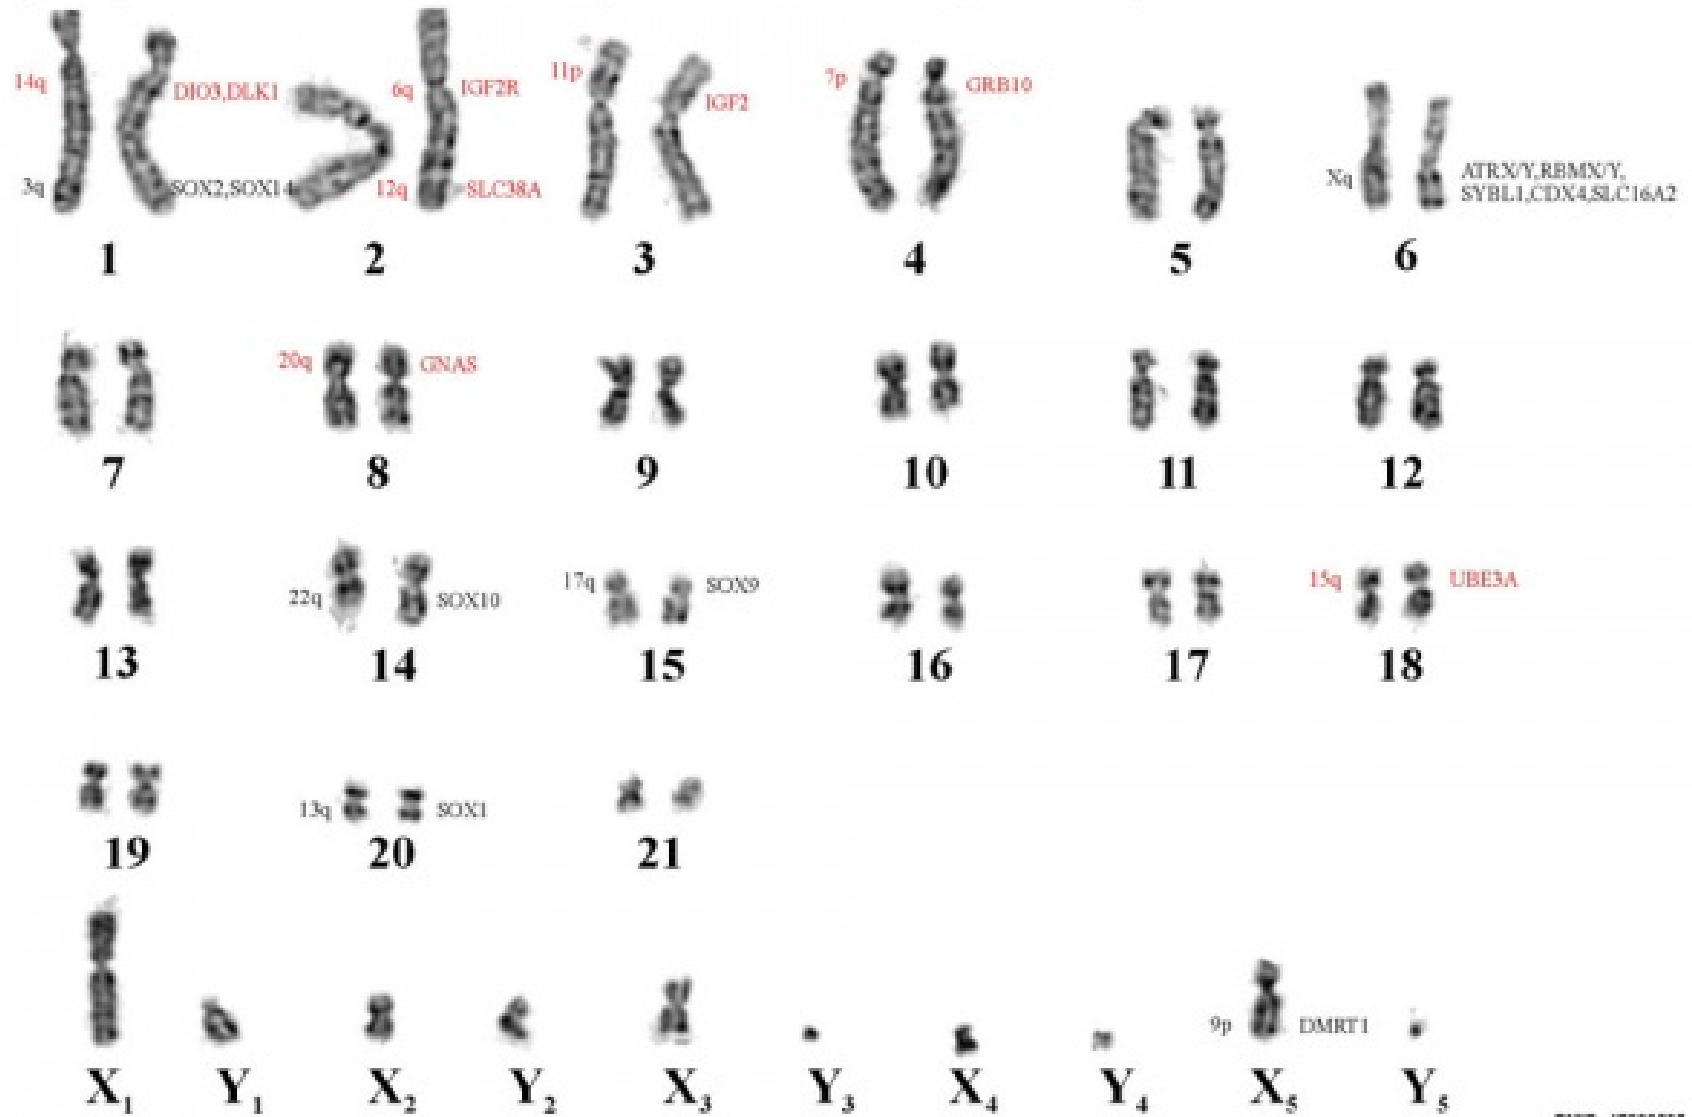 14q DIO3,DLK1 6q IGF2R 11p IGF2 7p GRB10
3q SOX2,SOX14 12q SLC38A Xq ATRX/Y,RBMX/Y,
SYBL1,CDX4,SLC16A2
1 2 3 4 5 6
20q GNAS
7 8 9 10 11 12
22q SOX10 17q SOX9 15q UBE3A
13 14 15 16 17 18
13q SOX1
19 20 21
9p DMRT1
X1 Y1 X2 Y2 X3 Y3 X4 Y4 X5 Y5